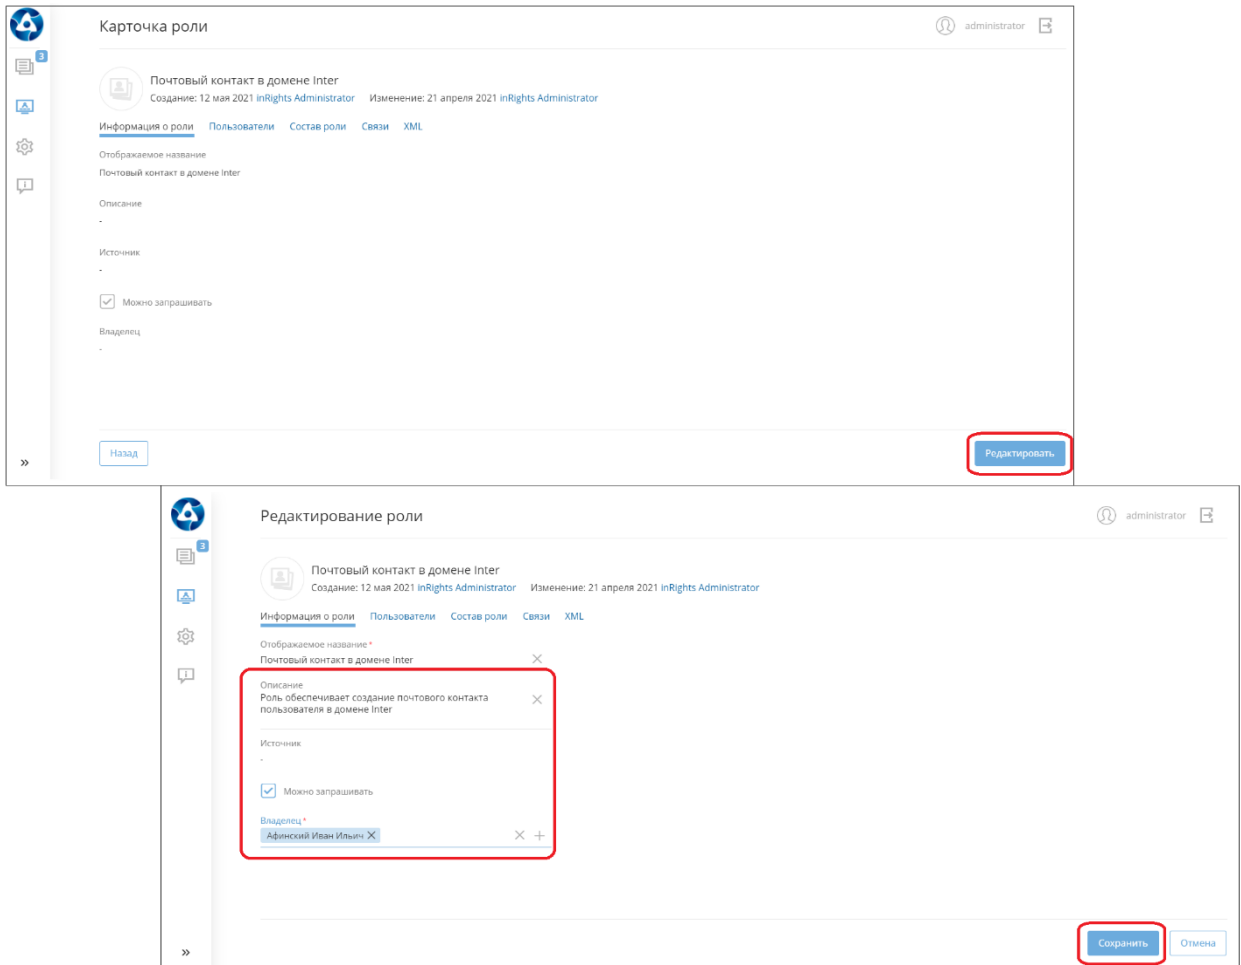 Карточка роли
administrator
3
Почтовый контакт в домене Inter
Создание: 12 мая 2021 inRights Administrator Изменение: 21 апреля 2021 inRights Administrator
Информация о роли Пользователи Состав роли Связи XML
Отображаемое название
Почтовый контакт в домене Inter
Описание
-
Источник
-
Можно запрашивать
Владелец
-
Назад
Редактировать
»
Редактирование роли
administrator
3
Почтовый контакт в домене Inter
Создание: 12 мая 2021 inRights Administrator Изменение: 21 апреля 2021 inRights Administrator
Информация о роли Пользователи Состав роли Связи XML
Отображаемое название *
Почтовый контакт в домене Inter
Описание
Роль обеспечивает создание почтового контакта
пользователя в домене Inter
Источник
-
Можно запрашивать
Владелец *
Афинский Иван Ильич
Сохранить
Отмена
»